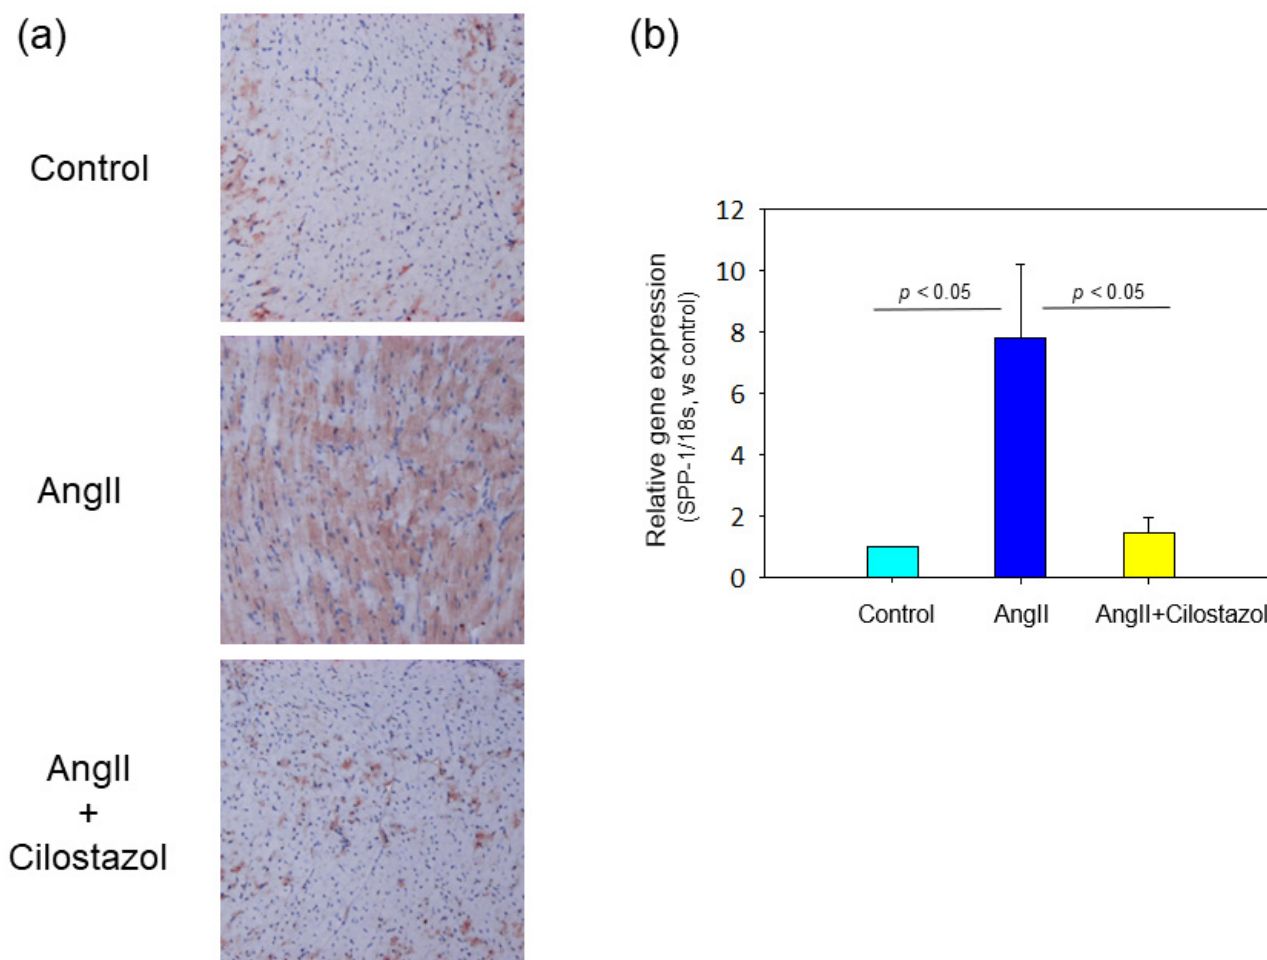 (a)
Control
AngII
AngII
+
Cilostazol
(b)
Relative gene expression
(SPP-1/18s, vs control)
12
10
8
6
4
2
0
p < 0.05
p < 0.05
Control
AngII
AngII+Cilostazol